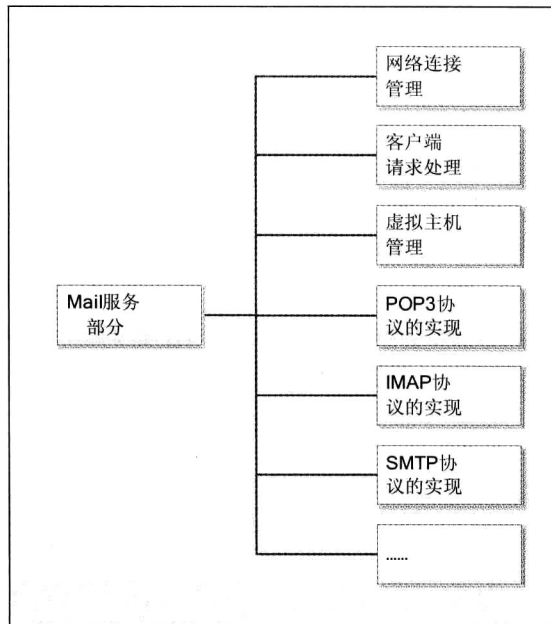 网络连接
管理
客户端
请求处理
虚拟主机
管理
Mail服务
部分
POP3协
议的实现
IMAP协
议的实现
SMTP协
议的实现
......